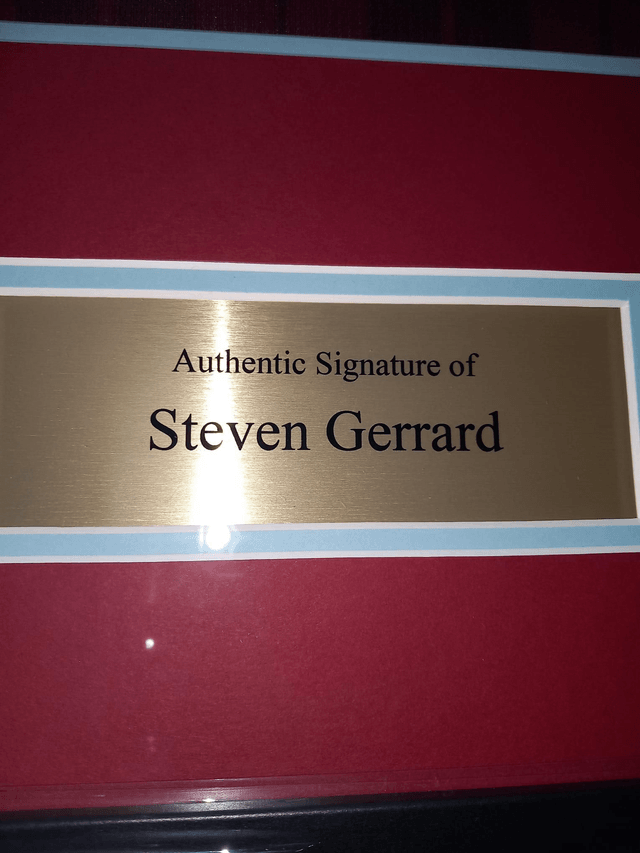 Authentic Signature of
Steven Gerrard